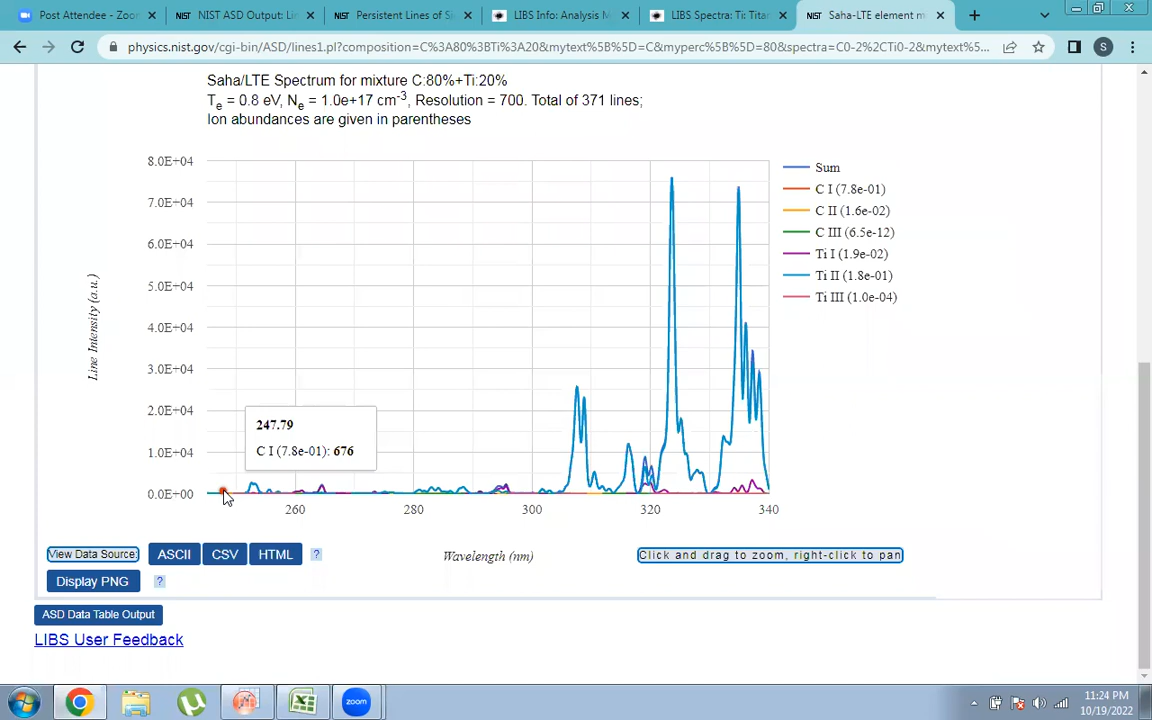 Post Attendee - Zoo
NIST ASD Output: Lin
Persistent Lines of Si
LIBS Info: Analysis M
LIBS Spectra: Ti: Titan
Saha-LTE element m
physics.nist.gov/cgi-bin/ASD/lines1.pl?composition=C%3A80%3BTi%3A20&mytext%5B%5D=C&myperc%5B%5D=80&spectra=C0-2%2CTi0-2&mytext%5...
S
Saha/LTE Spectrum for mixture C:80%+Ti:20%
Te = 0.8 eV, Ne = 1.0e+17 cm-3, Resolution = 700. Total of 371 lines;
Ion abundances are given in parentheses
8.0E+04
7.0E+04
6.0E+04
5.0E+04
4.0E+04
3.0E+04
2.0E+04
1.0E+04
0.0E+00
Line Intensity (a.u.)
Sum
C I (7.8e-01)
C II (1.6e-02)
C III (6.5e-12)
Ti I (1.9e-02)
Ti II (1.8e-01)
Ti III (1.0e-04)
247.79
C I (7.8e-01): 676
260 280 300 320 340
View Data Source: ASCII CSV HTML ?
Wavelength (nm)
Click and drag to zoom, right-click to pan
Display PNG ?
ASD Data Table Output
LIBS User Feedback
zoom
11:24 PM
10/19/2022